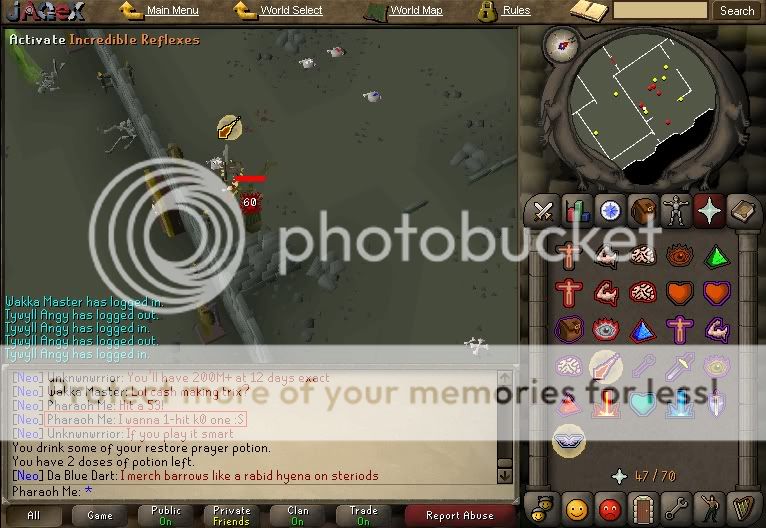 JAGEX Main Menu World Select World Map Rules Search
Activate Incredible Reflexes
60
photobucket
Wakka Master has logged in.
Tywyll Angy has logged out.
Tywyll Angy has logged in.
Tywyll Angy has logged out.
Tywyll Angy has logged in.
[Neo] Unknwnwrrior: You'll have 200M+ at 12 days exact
[Neo] Wakka Master: Lol cash making trix?
[Neo] Pharaoh Me: Hit a 53!
[Neo] Pharaoh Me: I wanna 1-hit k0 one :S
[Neo] Unknwnwrrior: If you play it smart
You drink some of your restore prayer potion.
You have 2 doses of potion left.
[Neo] Da Blue Dart: I merch barrows like a rabid hyena on steriods
Pharaoh Me: *
more of your memories for less!
47 / 70
All Game Public On Private Friends Clan On Trade On Report Abuse